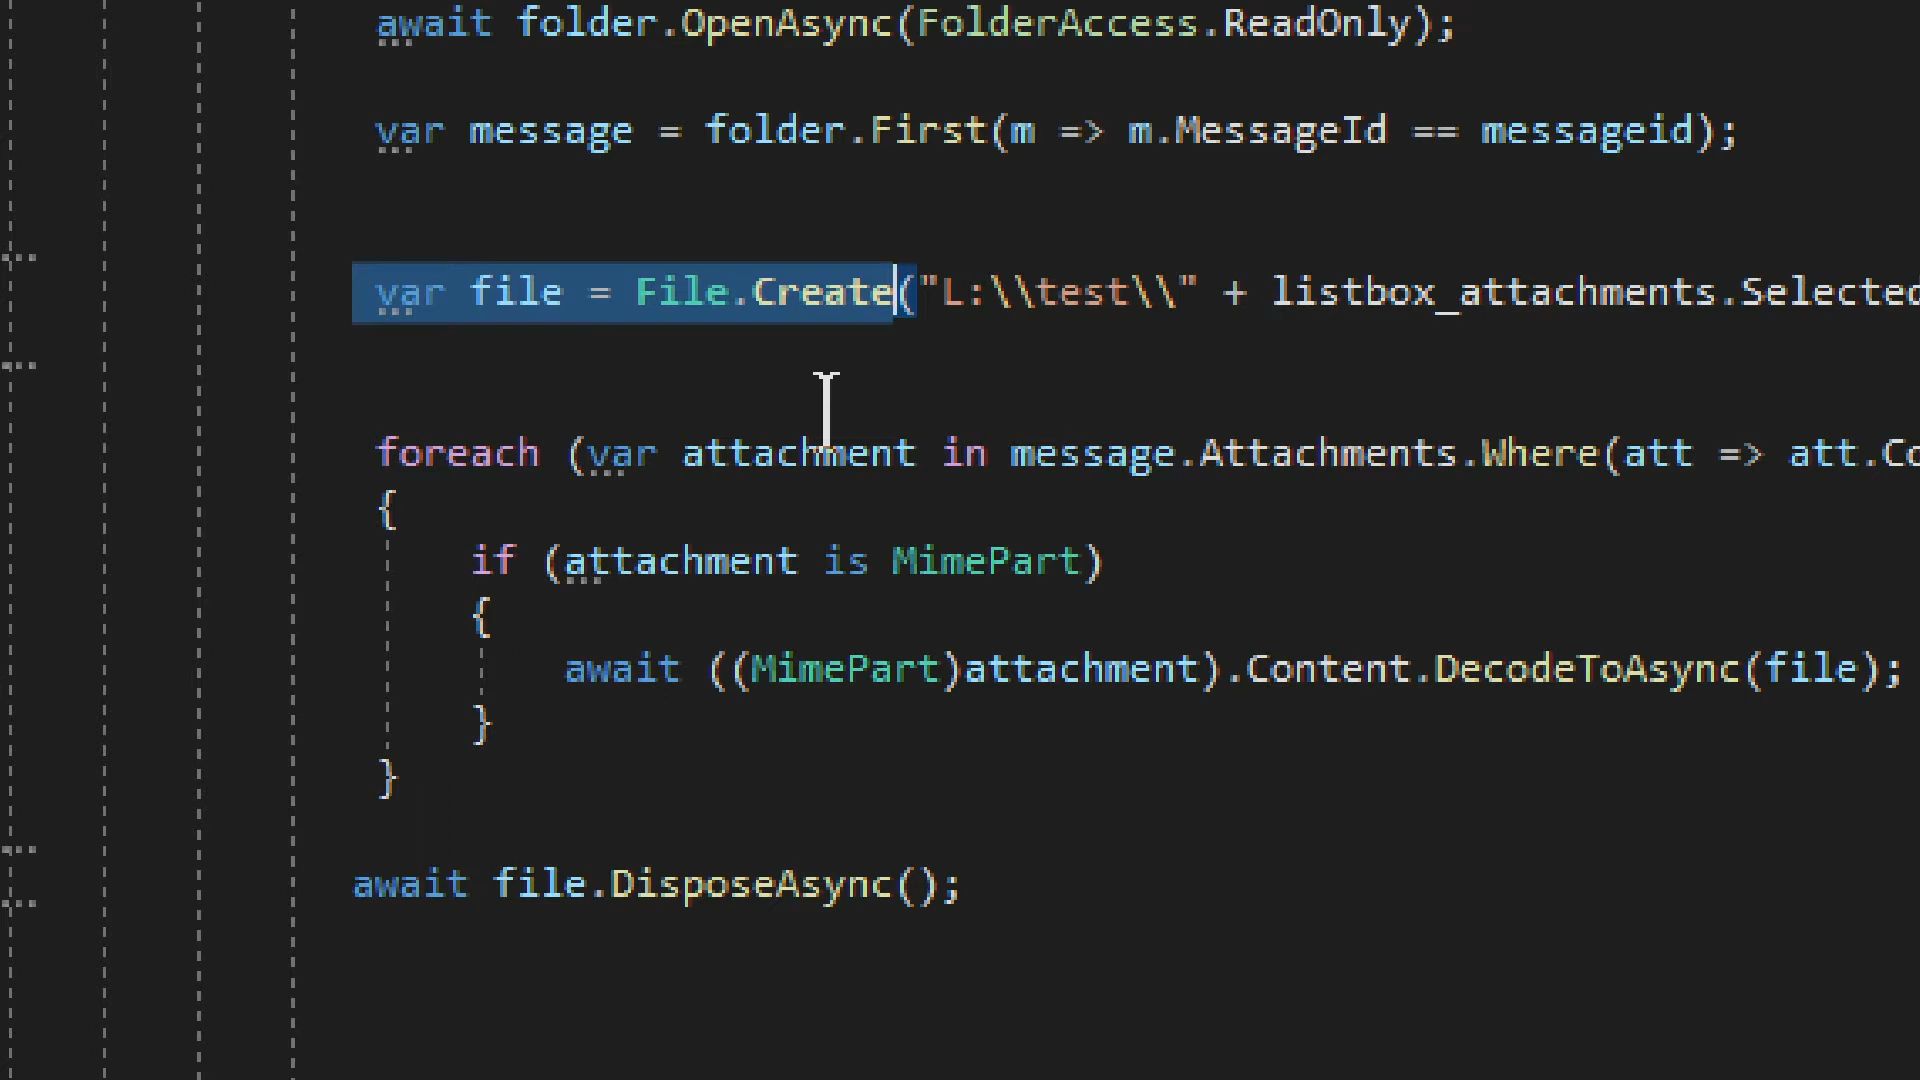 await folder.OpenAsync(FolderAccess.ReadOnly);
var message = folder.First(m => m.MessageId == messageid);
var file = File.Create("L:\\test\\" + listbox_attachments.Selected
foreach (var attachment in message.Attachments.Where(att => att.Co
{
if (attachment is MimePart)
{
await ((MimePart)attachment).Content.DecodeToAsync(file);
}
}
await file.DisposeAsync();